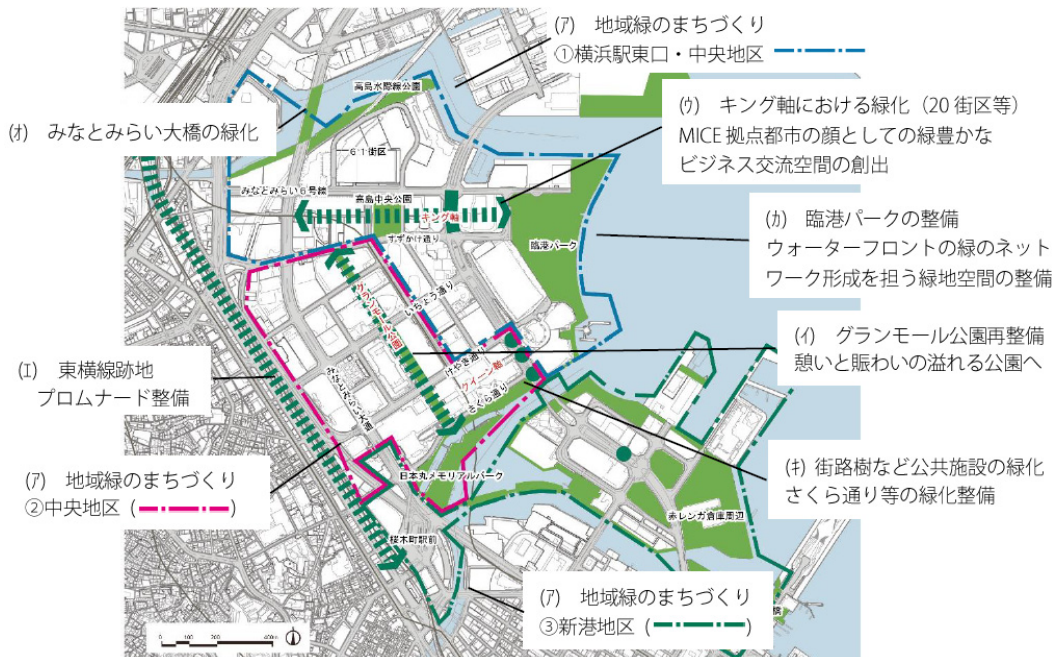 (ア) 地域緑のまちづくり
①横浜駅東口・中央地区
(オ) みなとみらい大橋の緑化
(ウ) キング軸における緑化（20 街区等）
MICE 拠点都市の顔としての緑豊かな
ビジネス交流空間の創出
高島水際線公園
61街区
みなとみらい6号線
高島中央公園
キング軸
すずかけ通り
臨港パーク
(カ) 臨港パークの整備
ウォーターフロントの緑のネット
ワーク形成を担う緑地空間の整備
グランモール公園
いちょう通り
けやき通り
クイーン軸
さくら通り
みなとみらい大通
(イ) グランモール公園再整備
憩いと賑わいの溢れる公園へ
(エ) 東横線跡地
プロムナード整備
(ア) 地域緑のまちづくり
②中央地区 ( )
日本丸メモリアルパーク
(キ) 街路樹など公共施設の緑化
さくら通り等の緑化整備
赤レンガ倉庫周辺
桜木町駅前
(ア) 地域緑のまちづくり
③新港地区 ( )
0 100 200 400m